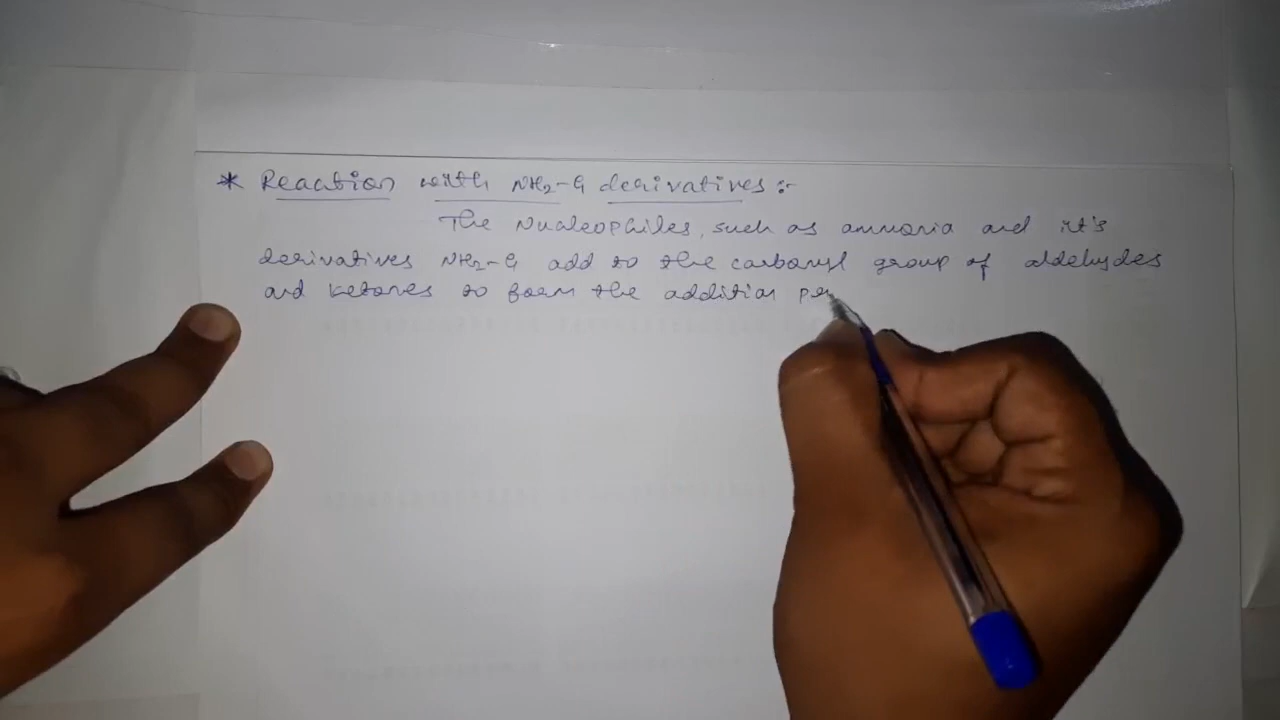 * Reaction with NH₂-G derivatives :-
The Nucleophiles, such as ammonia and it's
derivatives NH₂-G add to the carbonyl group of aldehydes
and ketones to form the addition